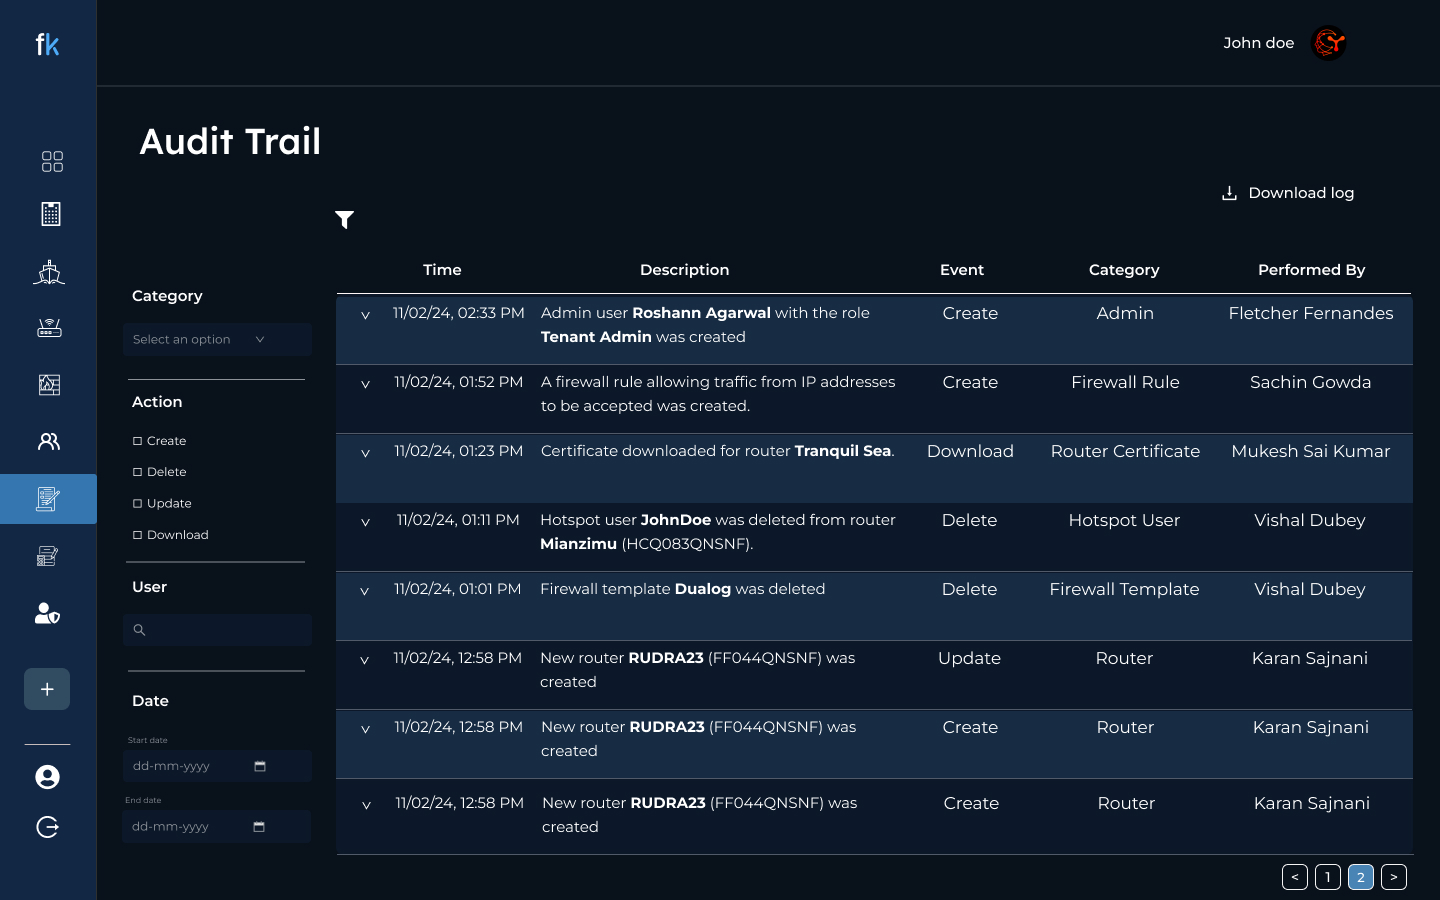 fk
John doe
Audit Trail
Download log
Category
Select an option
Action
Create
Delete
Update
Download
User
Date
Start date
dd-mm-yyyy
End date
dd-mm-yyyy
Time Description Event Category Performed By
11/02/24, 02:33 PM Admin user Roshann Agarwal with the role Create Admin Fletcher Fernandes
Tenant Admin was created
11/02/24, 01:52 PM A firewall rule allowing traffic from IP addresses Create Firewall Rule Sachin Gowda
to be accepted was created.
11/02/24, 01:23 PM Certificate downloaded for router Tranquil Sea. Download Router Certificate Mukesh Sai Kumar
11/02/24, 01:11 PM Hotspot user JohnDoe was deleted from router Delete Hotspot User Vishal Dubey
Mianzimu (HCQ083QNSNF).
11/02/24, 01:01 PM Firewall template Dualog was deleted Delete Firewall Template Vishal Dubey
11/02/24, 12:58 PM New router RUDRA23 (FF044QNSNF) was Update Router Karan Sajnani
created
11/02/24, 12:58 PM New router RUDRA23 (FF044QNSNF) was Create Router Karan Sajnani
created
11/02/24, 12:58 PM New router RUDRA23 (FF044QNSNF) was Create Router Karan Sajnani
created
< 1 2 >